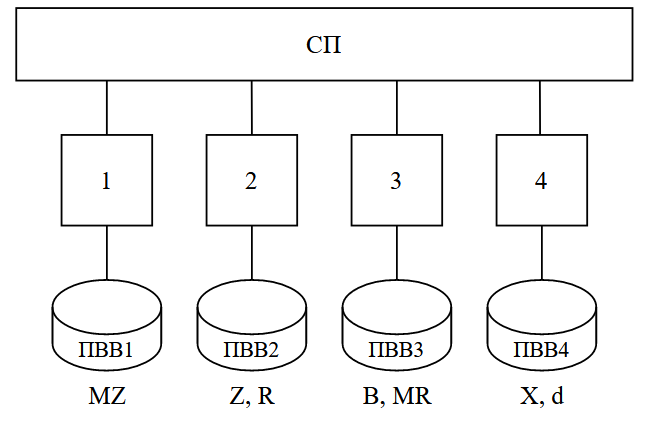 СП
1 2 3 4
ПВВ1 ПВВ2 ПВВ3 ПВВ4
MZ Z, R B, MR X, d